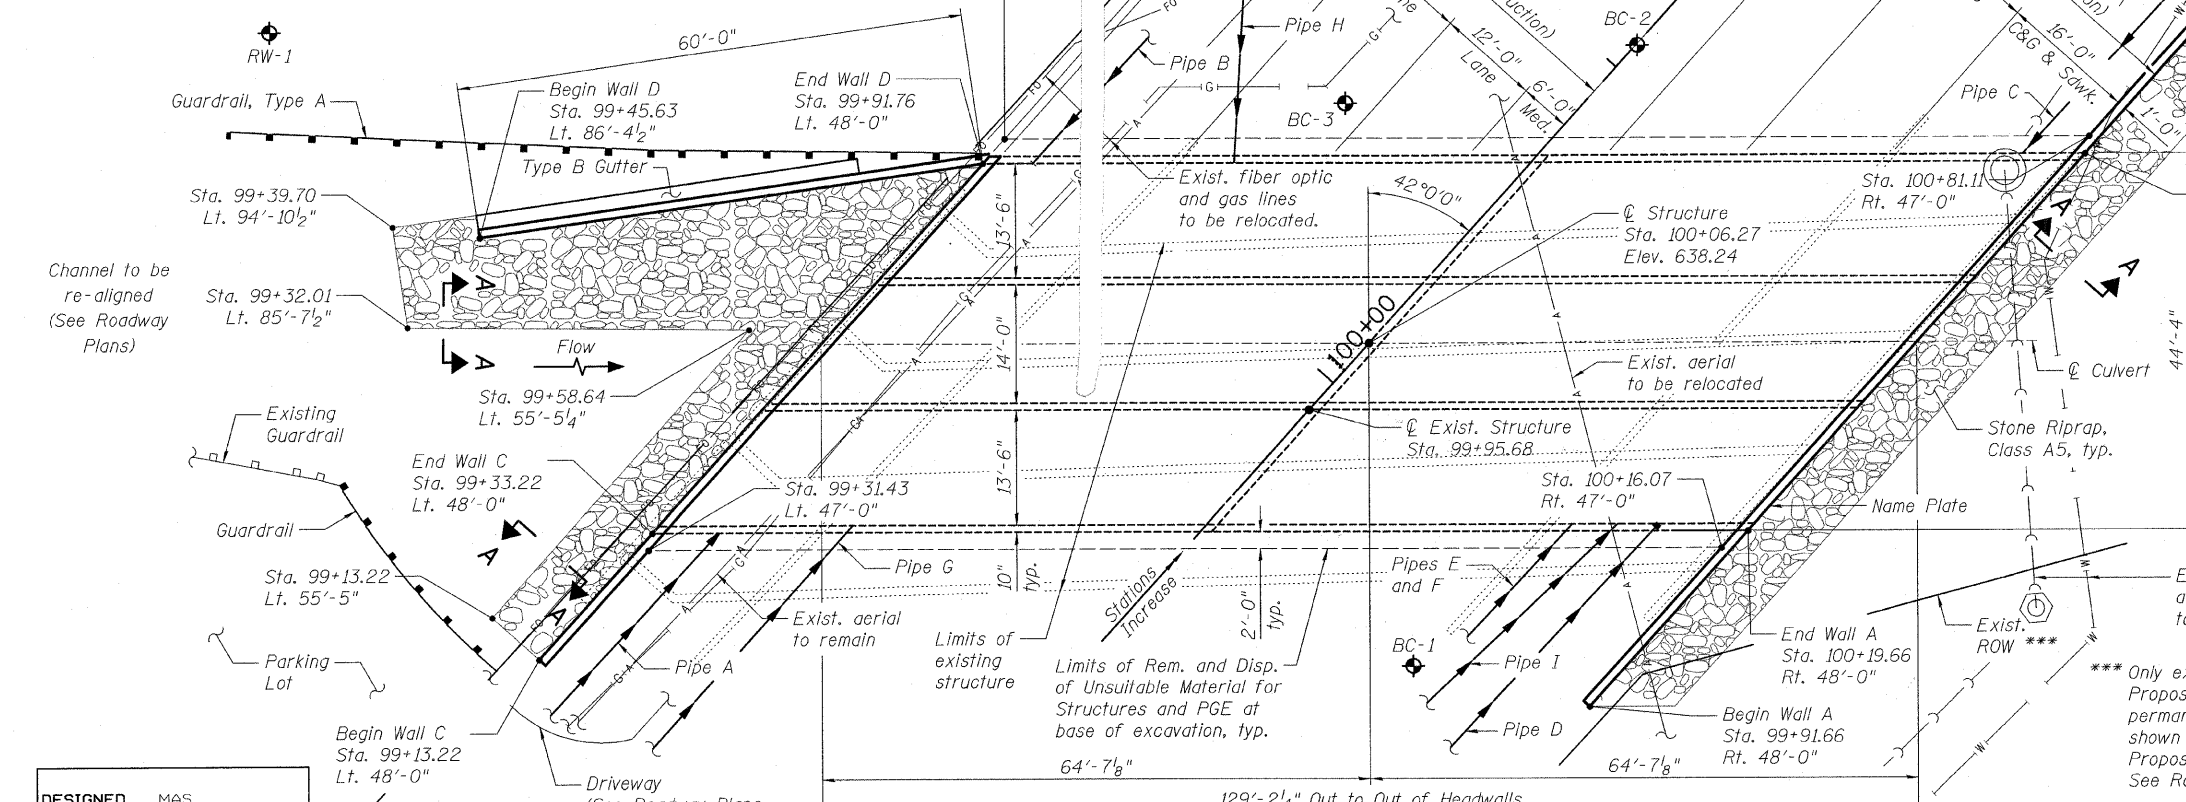 RW-1
60'-0"
Guardrail, Type A
Begin Wall D
Sta. 99+45.63
Lt. 86'-4½"
End Wall D
Sta. 99+91.76
Lt. 48'-0"
Type B Gutter
FO
FO
Pipe B
Pipe H
G
G
A
Exist. fiber optic
and gas lines
to be relocated.
BC-3
BC-2
12'-0"
Lane
6'-0"
Med.
16'-0"
C&G & Sdwk.
Pipe C
1'-0"
W
Sta. 100+81.11
Rt. 47'-0"
42°0'0"
℄ Structure
Sta. 100+06.27
Elev. 638.24
Sta. 99+39.70
Lt. 94'-10½"
Channel to be
re-aligned
(See Roadway
Plans)
Sta. 99+32.01
Lt. 85'-7½"
A
A
Flow
Sta. 99+58.64
Lt. 55'-5¼"
13'-6"
14'-0"
13'-6"
10"
typ.
100+00
Exist. aerial
to be relocated
℄ Exist. Structure
Sta. 99+95.68
A
A
44'-4"
℄ Culvert
Stone Riprap,
Class A5, typ.
Name Plate
Sta. 100+16.07
Rt. 47'-0"
Existing
Guardrail
Guardrail
End Wall C
Sta. 99+33.22
Lt. 48'-0"
Sta. 99+31.43
Lt. 47'-0"
A
A
Sta. 99+13.22
Lt. 55'-5"
Parking
Lot
Begin Wall C
Sta. 99+13.22
Lt. 48'-0"
Pipe G
Exist. aerial
to remain
Pipe A
Driveway
Limits of
existing
structure
Stations
Increase
2'-0"
typ.
Limits of Rem. and Disp.
of Unsuitable Material for
Structures and PGE at
base of excavation, typ.
Pipes E
and F
BC-1
Pipe I
Pipe D
End Wall A
Sta. 100+19.66
Rt. 48'-0"
Begin Wall A
Sta. 99+91.66
Rt. 48'-0"
Exist.
ROW ***
64'-7⅛"
64'-7⅛"
129'-2¼" Out to Out of Headwalls
DESIGNED MAS